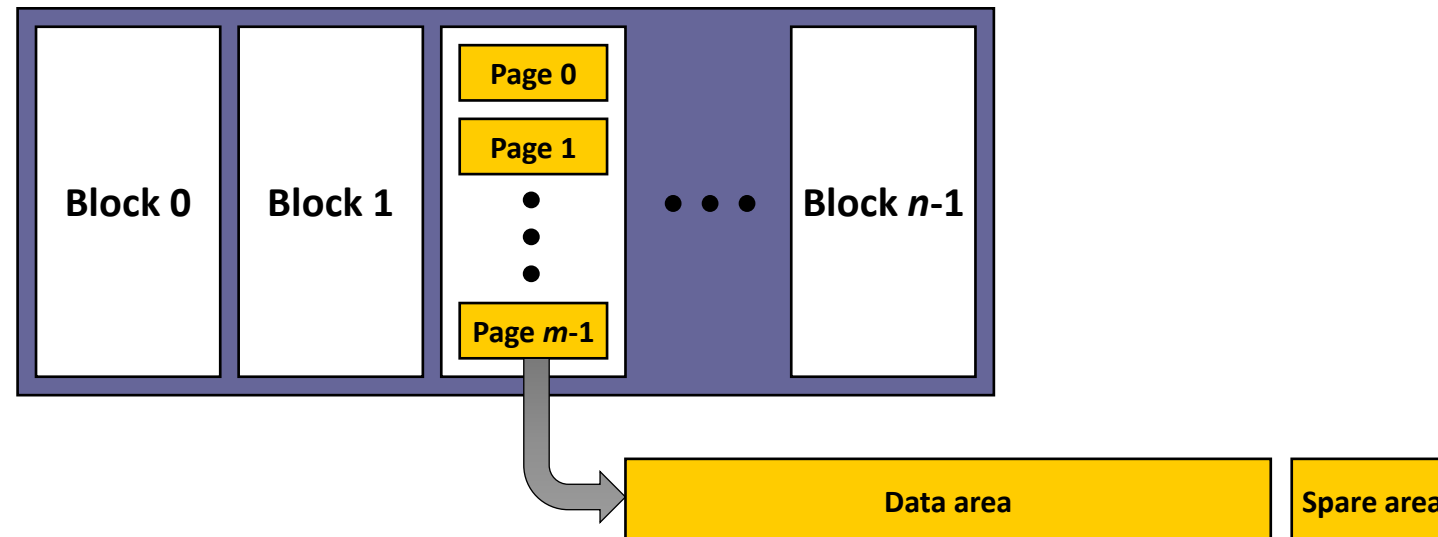 Block 0
Block 1
Page 0
Page 1
Page m-1
Block n-1
Data area
Spare area